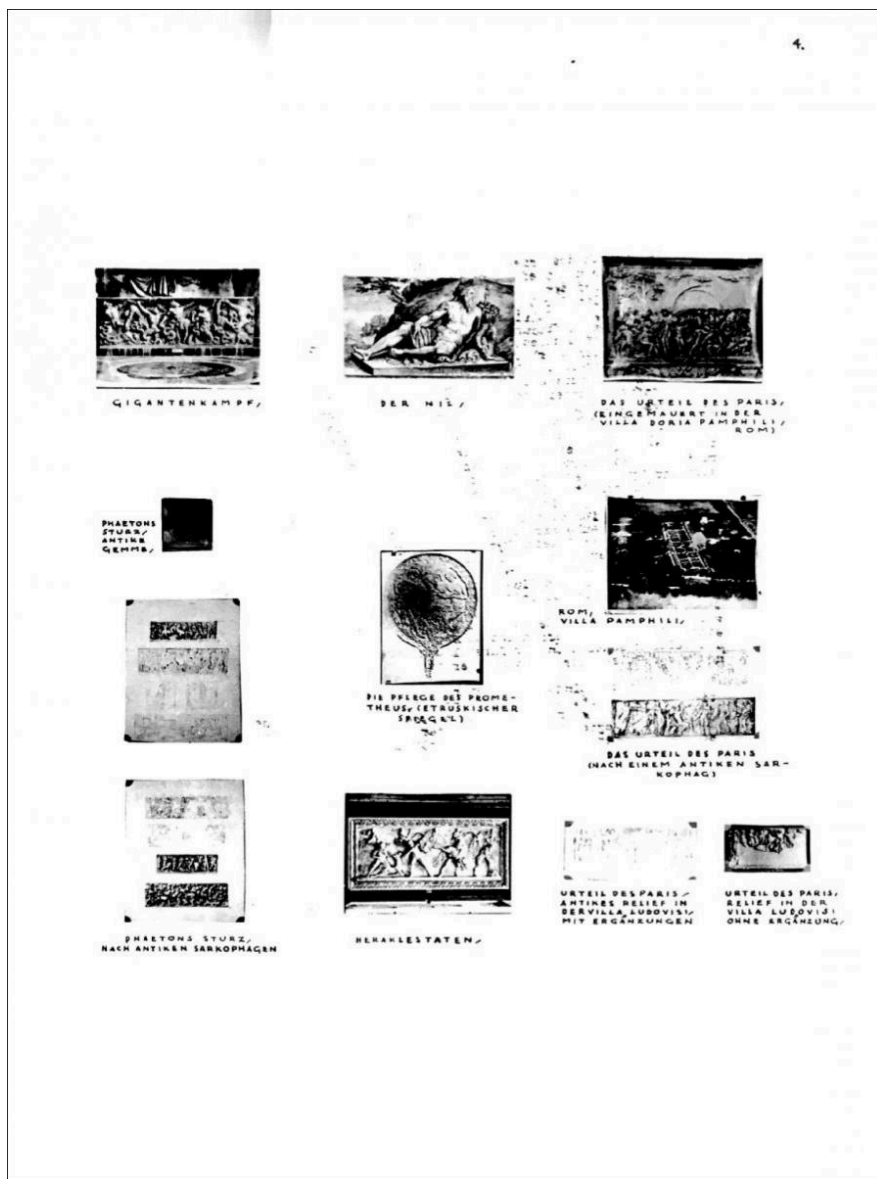 4.
GIGANTENKAMPF,
DER NIL,
DAS URTEIL DES PARIS,
(EINGEMAUERT IN DER
VILLA DORIA PAMPHILI,
ROM)
PHAETONS
STURZ,
ANTIKE
GEMME,
ROM,
VILLA PAMPHILI,
DIE PFLEGE DES PROME-
THEUS, (ETRUSKISCHER
SPIEGEL)
DAS URTEIL DES PARIS
(NACH EINEM ANTIKEN SAR-
KOPHAG)
PHAETONS STURZ,
NACH ANTIKEN SARKOPHAGEN
HERAKLESTATEN,
URTEIL DES PARIS,
ANTIKES RELIEF IN
DER VILLA LUDOVISI,
MIT ERGÄNZUNGEN
URTEIL DES PARIS,
RELIEF IN DER
VILLA LUDOVISI
OHNE ERGÄNZUNG,